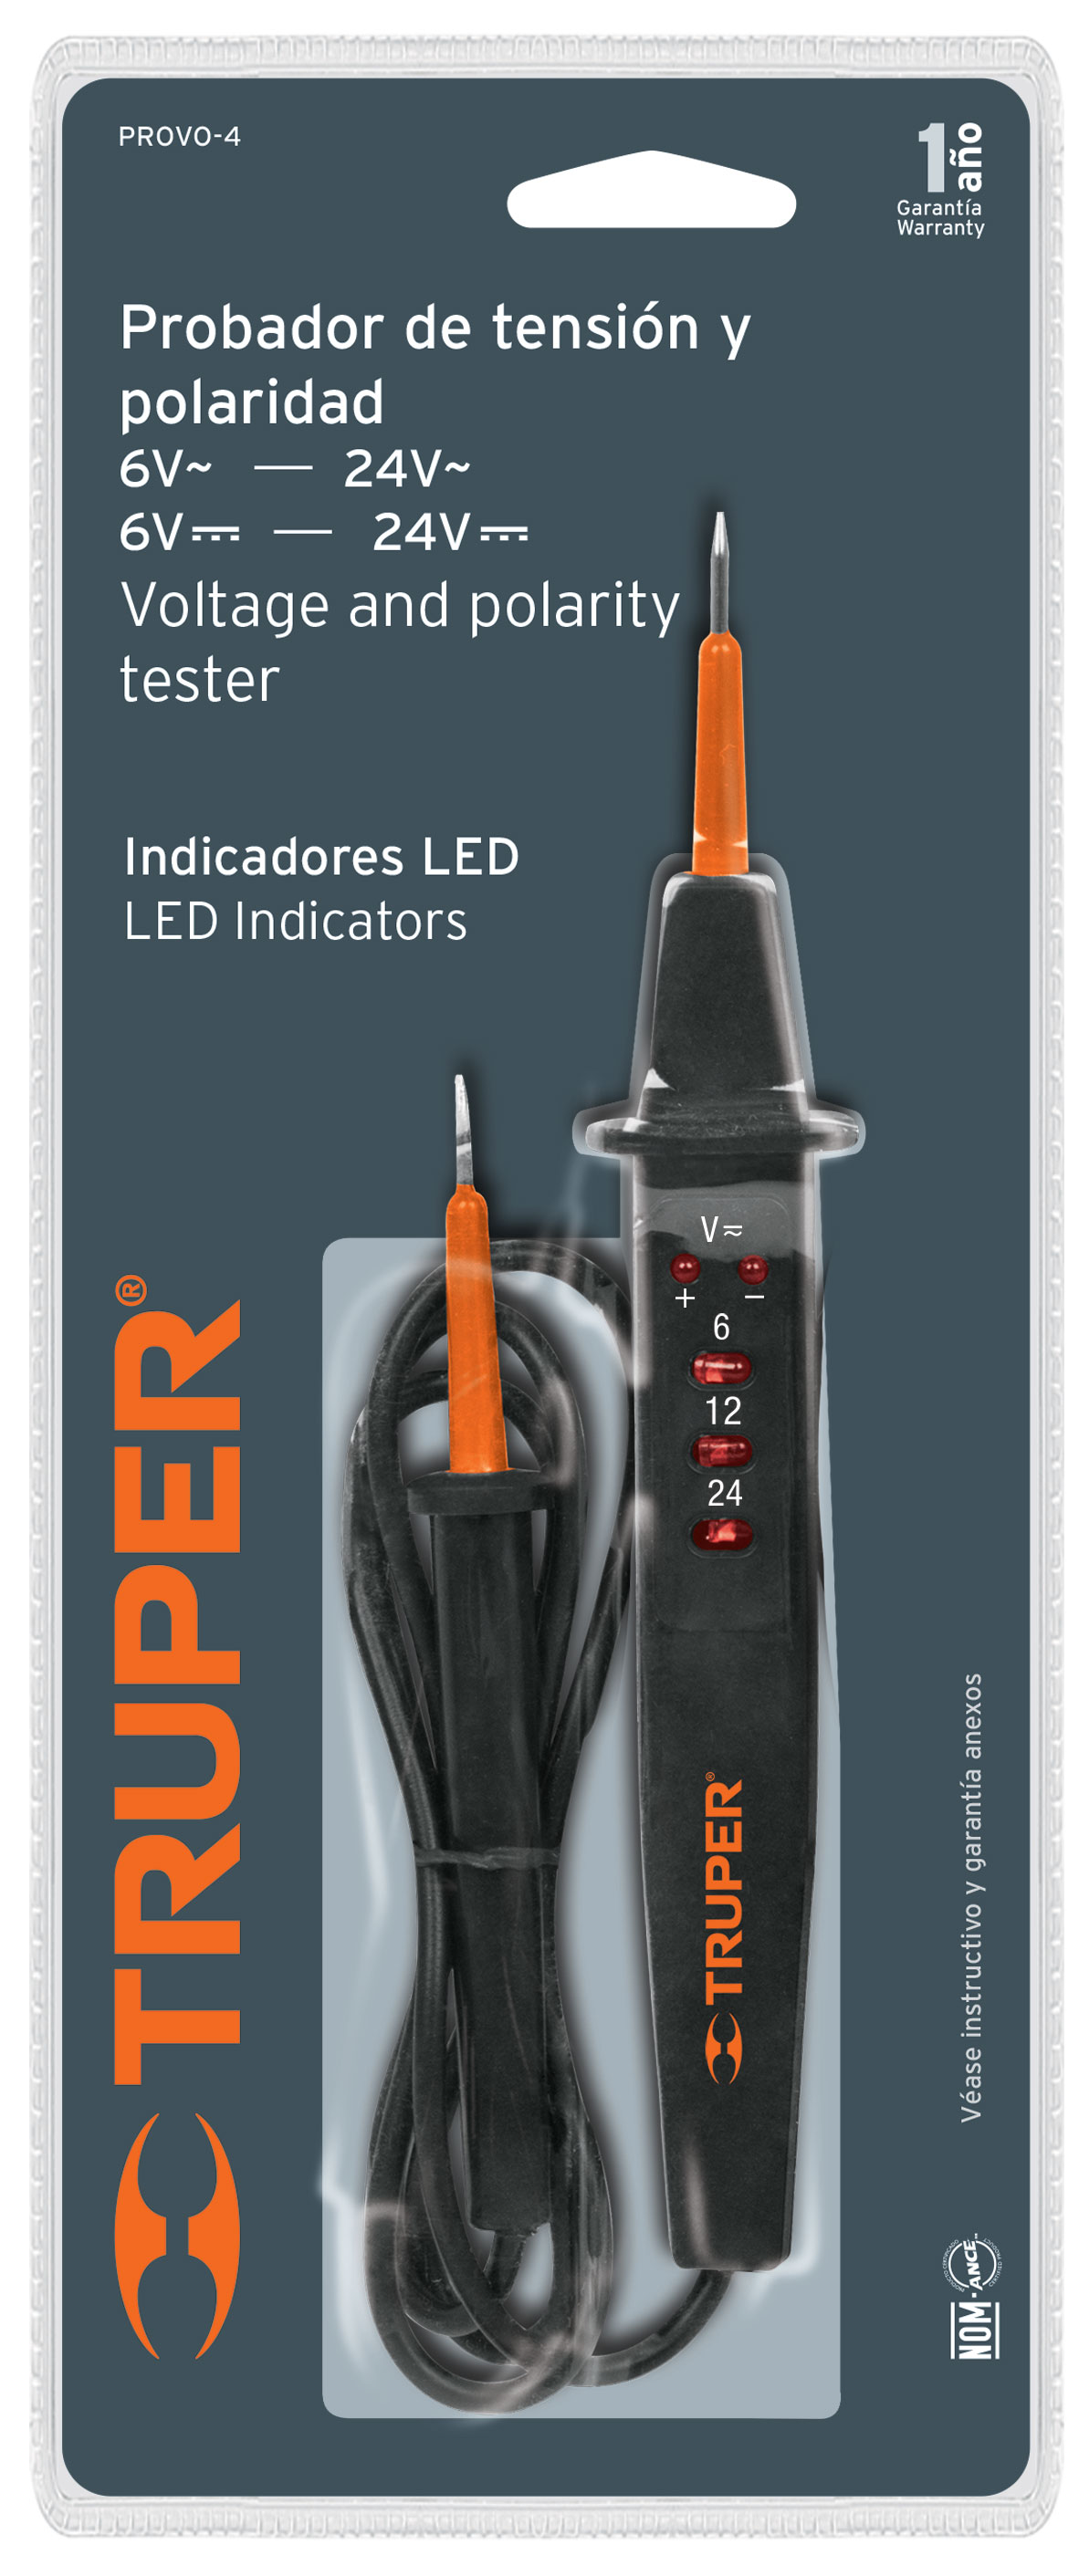 PROVO-4
1 año
Garantía
Warranty
Probador de tensión y
polaridad
6V~ — 24V~
6V⎓ — 24V⎓
Voltage and polarity
tester
Indicadores LED
LED Indicators
V≂
+ −
6
12
24
TRUPER®
TRUPER®
Véase instructivo y garantía anexos
NOM-ANCE